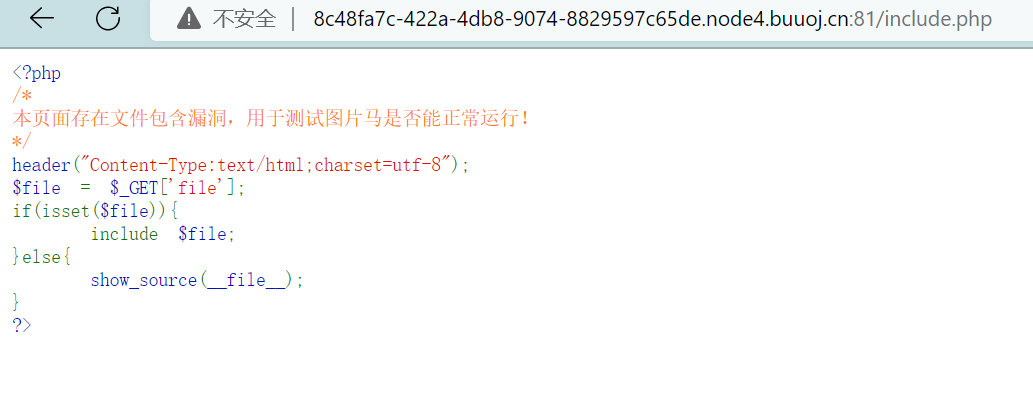 不安全 | 8c48fa7c-422a-4db8-9074-8829597c65de.node4.buuoj.cn:81/include.php
<?php
/*
本页面存在文件包含漏洞，用于测试图片马是否能正常运行！
*/
header("Content-Type:text/html;charset=utf-8");
$file  =  $_GET['file'];
if(isset($file)){
        include  $file;
}else{
        show_source(__file__);
}
?>